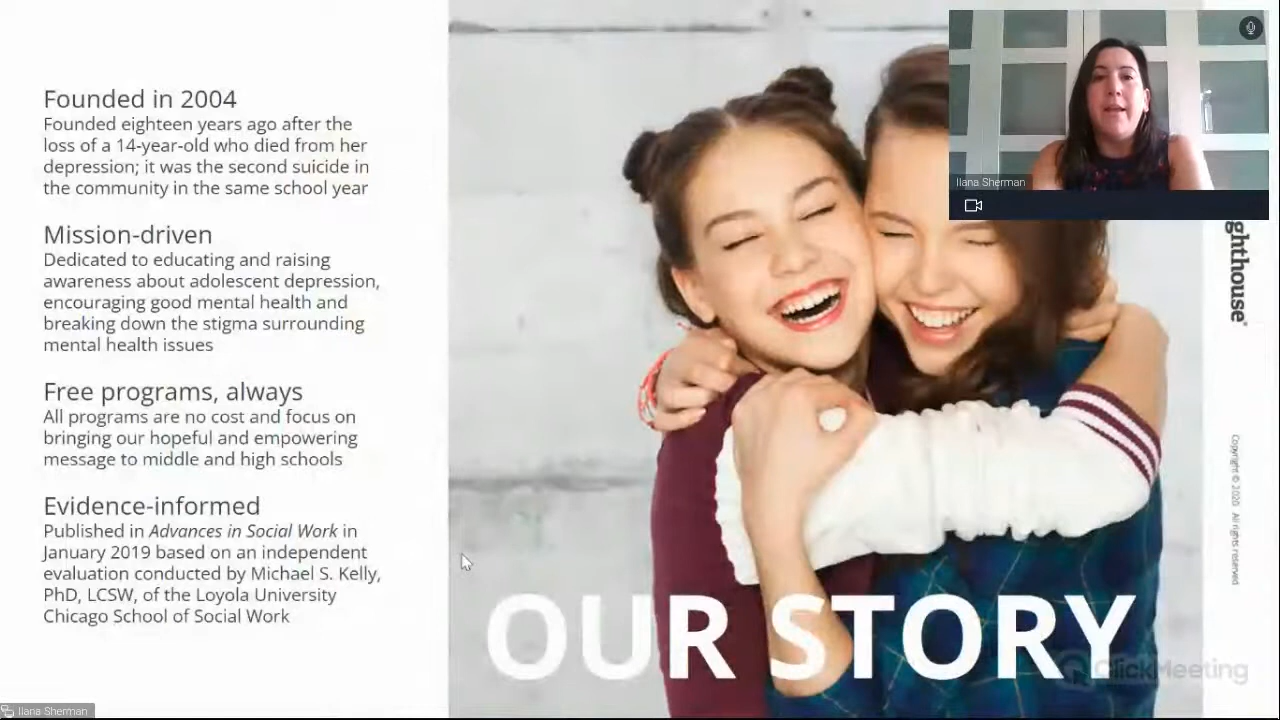 Founded in 2004
Founded eighteen years ago after the
loss of a 14-year-old who died from her
depression; it was the second suicide in
the community in the same school year
Mission-driven
Dedicated to educating and raising
awareness about adolescent depression,
encouraging good mental health and
breaking down the stigma surrounding
mental health issues
Free programs, always
All programs are no cost and focus on
bringing our hopeful and empowering
message to middle and high schools
Evidence-informed
Published in Advances in Social Work in
January 2019 based on an independent
evaluation conducted by Michael S. Kelly,
PhD, LCSW, of the Loyola University
Chicago School of Social Work
OUR STORY
Ilana Sherman
ghthouse®
Copyright © 2020 All rights reserved
ClickMeeting
Ilana Sherman